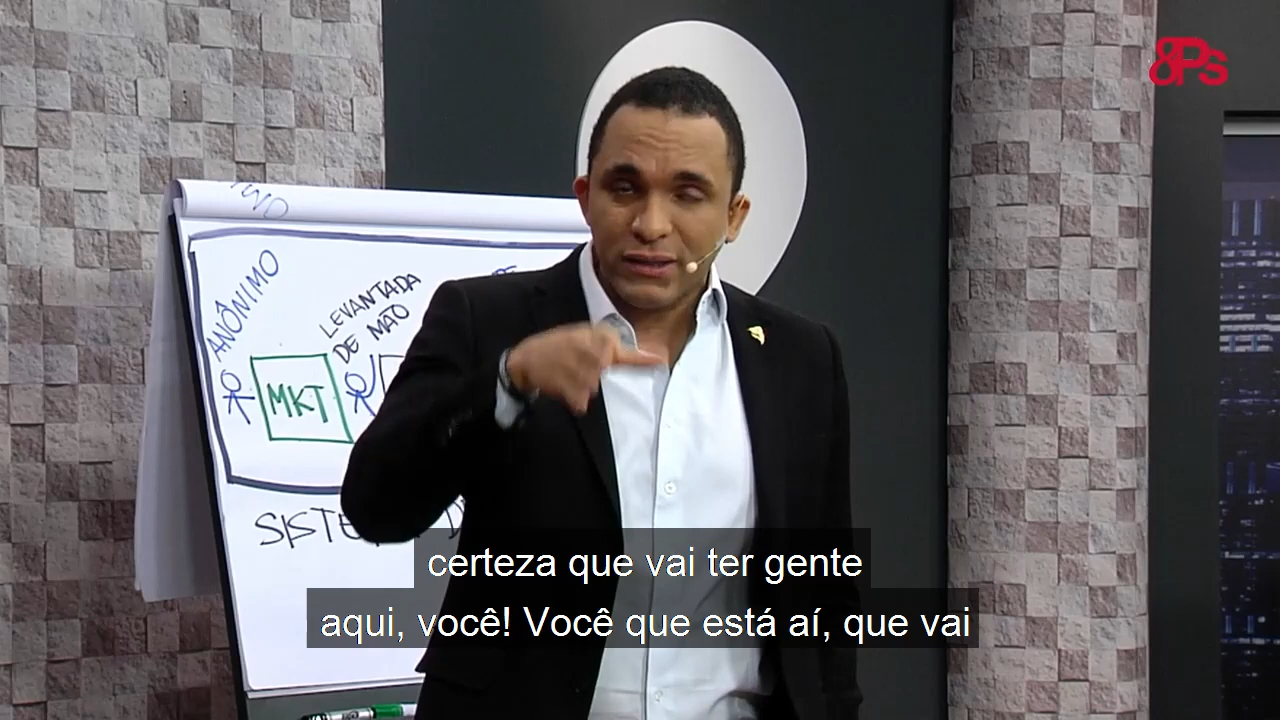 8Ps
ANÔNIMO
LEVANTADA
DE MÃO
MKT
certeza que vai ter gente
aqui, você! Você que está aí, que vai